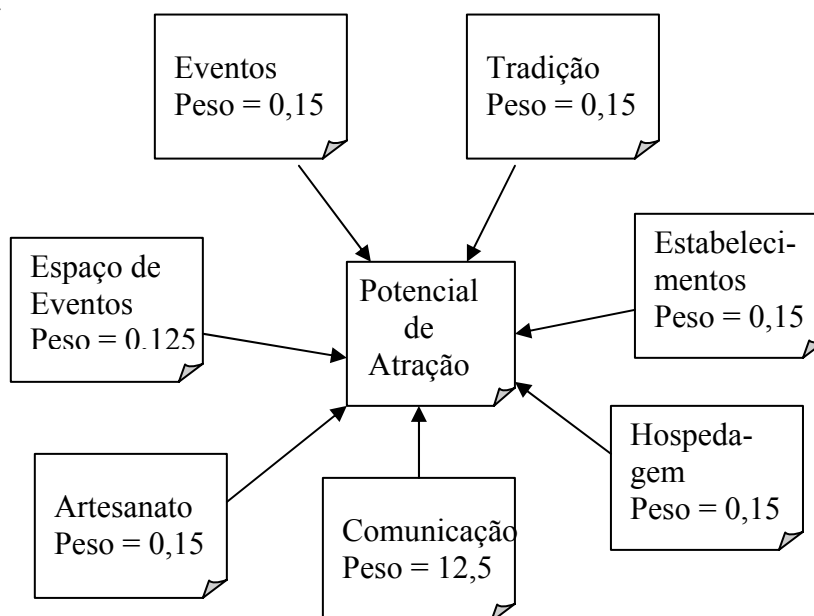 Eventos
Peso = 0,15
Tradição
Peso = 0,15
Espaço de
Eventos
Peso = 0,125
Potencial
de
Atração
Estabeleci-
mentos
Peso = 0,15
Artesanato
Peso = 0,15
Comunicação
Peso = 12,5
Hospeda-
gem
Peso = 0,15